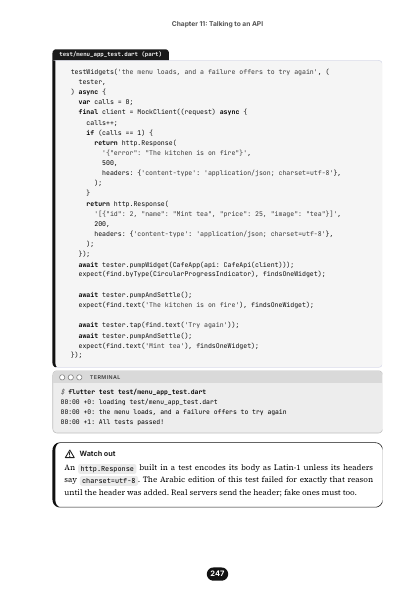 Chapter 11: Talking to an API
test/menu_app_test.dart (part)
testWidgets('the menu loads, and a failure offers to try again', (
  tester,
) async {
  var calls = 0;
  final client = MockClient((request) async {
    calls++;
    if (calls == 1) {
      return http.Response(
        '{"error": "The kitchen is on fire"}',
        500,
        headers: {'content-type': 'application/json; charset=utf-8'},
      );
    }
    return http.Response(
      '[{"id": 2, "name": "Mint tea", "price": 25, "image": "tea"}]',
      200,
      headers: {'content-type': 'application/json; charset=utf-8'},
    );
  });
  await tester.pumpWidget(CafeApp(api: CafeApi(client)));
  expect(find.byType(CircularProgressIndicator), findsOneWidget);

  await tester.pumpAndSettle();
  expect(find.text('The kitchen is on fire'), findsOneWidget);

  await tester.tap(find.text('Try again'));
  await tester.pumpAndSettle();
  expect(find.text('Mint tea'), findsOneWidget);
});
TERMINAL
$ flutter test test/menu_app_test.dart
00:00 +0: loading test/menu_app_test.dart
00:00 +0: the menu loads, and a failure offers to try again
00:00 +1: All tests passed!
Watch out
An http.Response built in a test encodes its body as Latin-1 unless its headers
say charset=utf-8. The Arabic edition of this test failed for exactly that reason
until the header was added. Real servers send the header; fake ones must too.
247